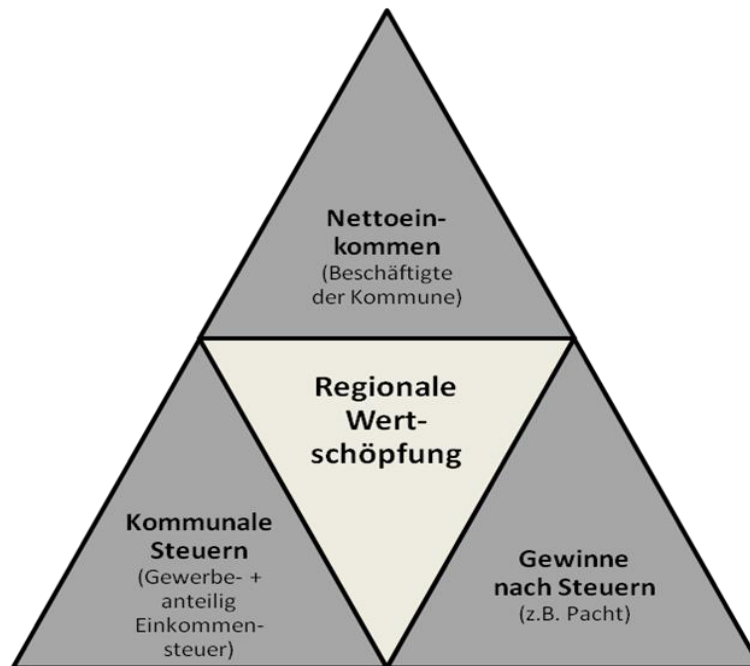 Nettoein-
kommen
(Beschäftigte
der Kommune)
Regionale
Wert-
schöpfung
Kommunale
Steuern
(Gewerbe- +
anteilig
Einkommen-
steuer)
Gewinne
nach Steuern
(z.B. Pacht)